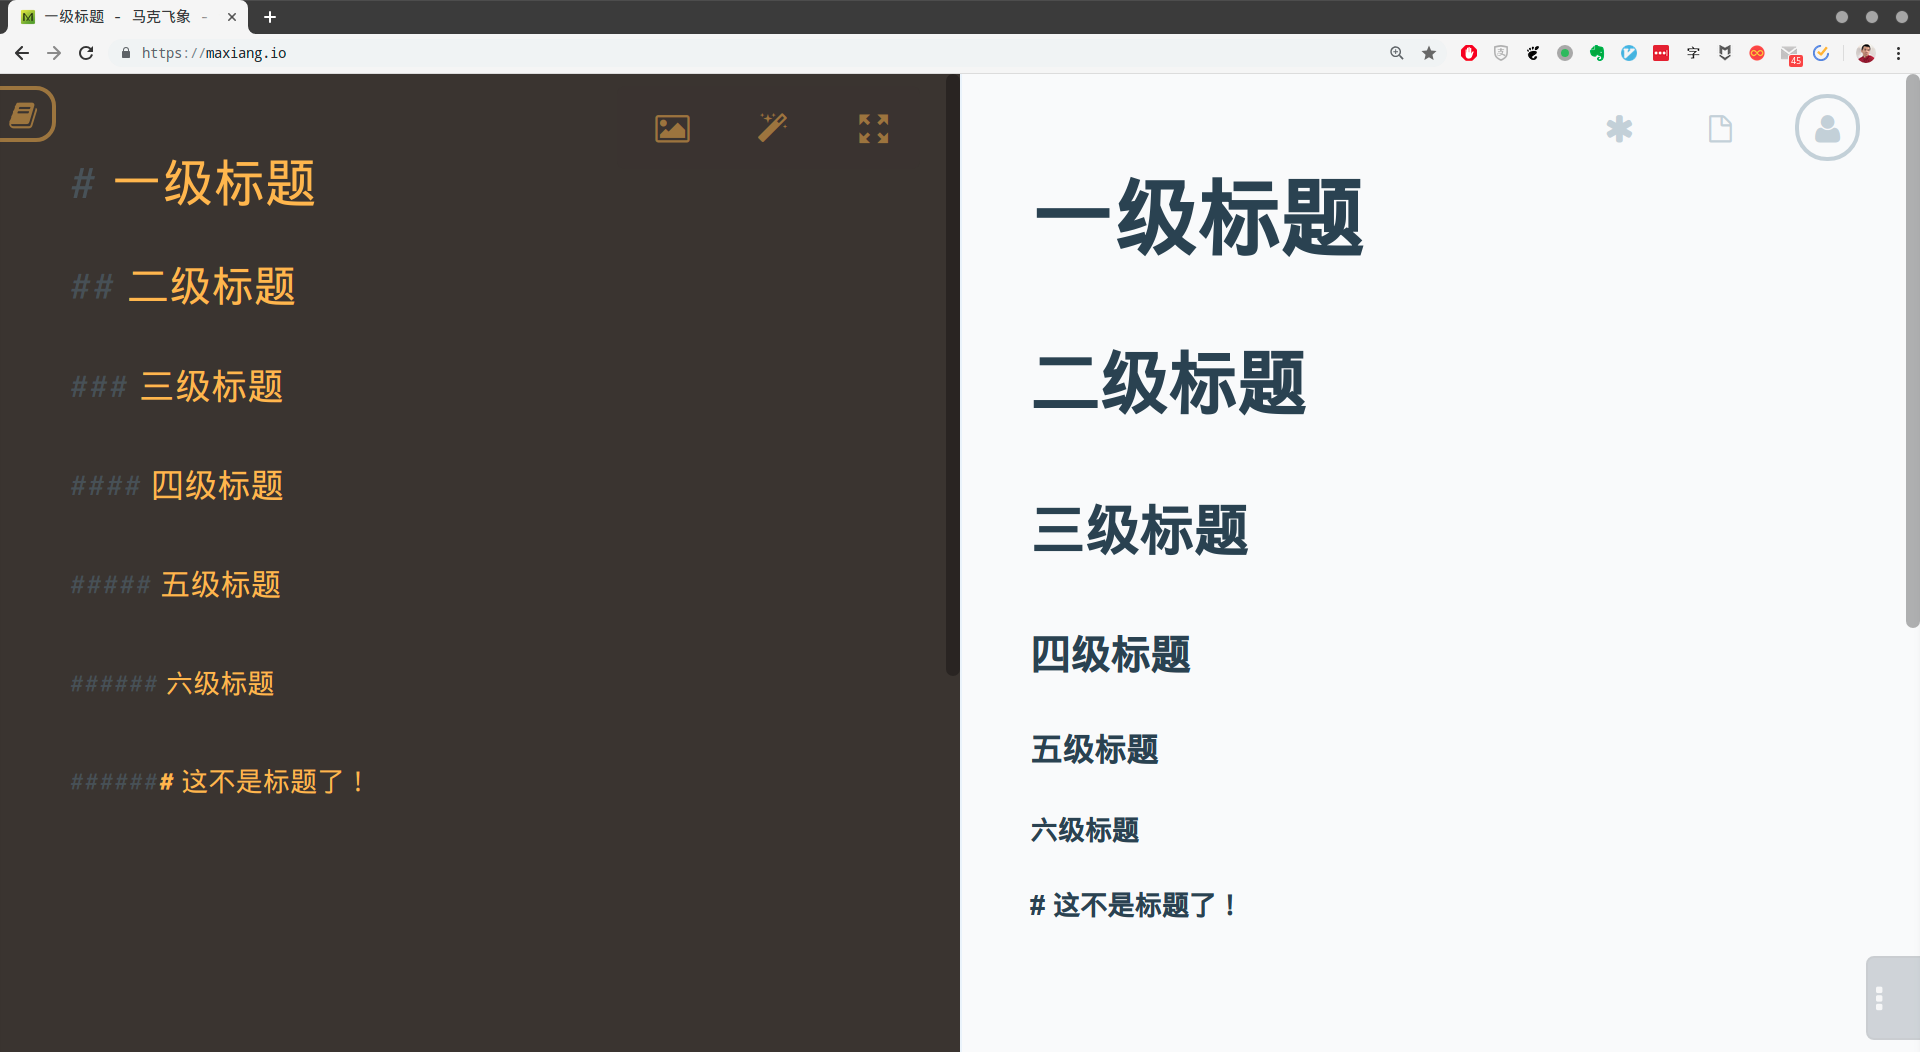 一级标题 - 马克飞象 -
https://maxiang.io
45
字
# 一级标题
## 二级标题
### 三级标题
#### 四级标题
##### 五级标题
###### 六级标题
####### 这不是标题了！
一级标题
二级标题
三级标题
四级标题
五级标题
六级标题
# 这不是标题了！